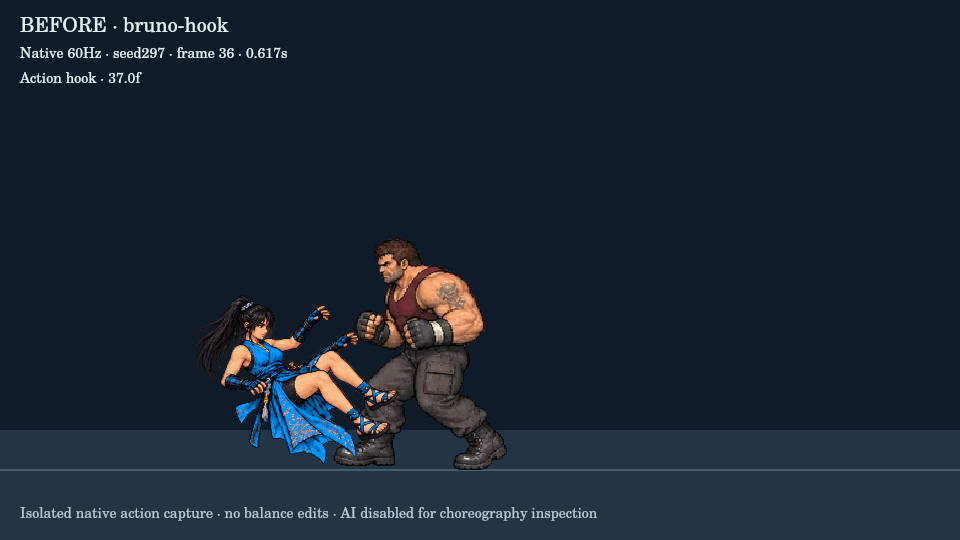 BEFORE · bruno-hook
Native 60Hz · seed297 · frame 36 · 0.617s
Action hook · 37.0f
Isolated native action capture · no balance edits · AI disabled for choreography inspection